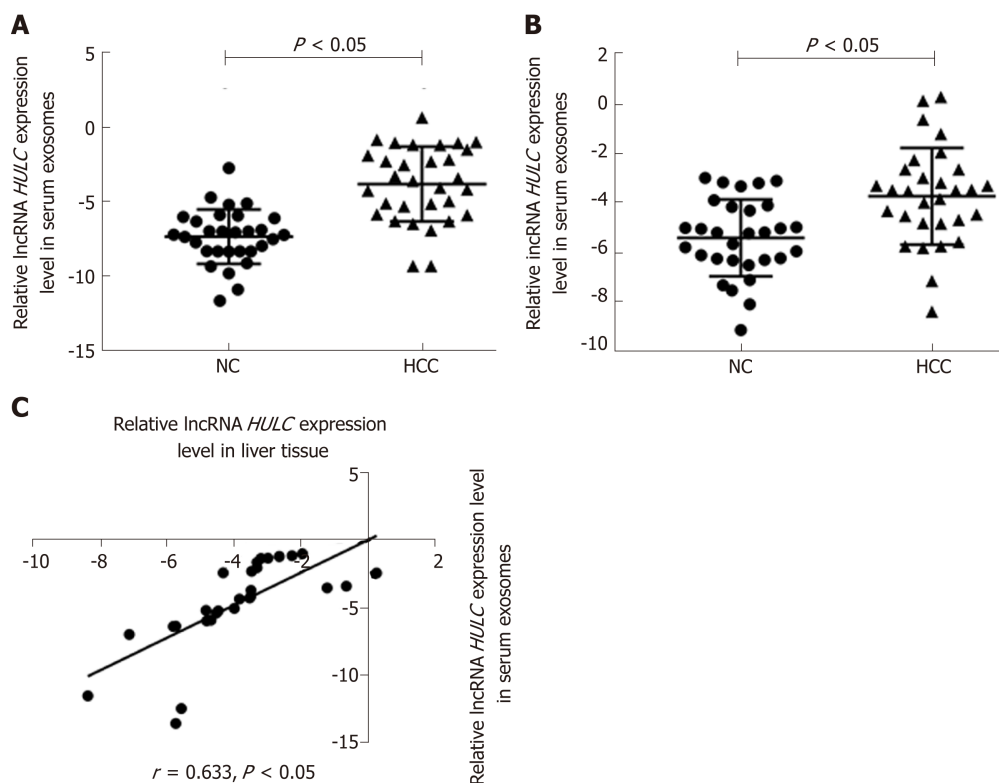 A
P < 0.05
Relative lncRNA HULC expression
level in serum exosomes
5
0
-5
-10
-15
NC
HCC
B
P < 0.05
Relative incRNA HULC expression
level in serum exosomes
2
0
-2
-4
-6
-8
-10
NC
HCC
C
Relative lncRNA HULC expression
level in liver tissue
5
-10
-8
-6
-4
-2
0
2
-5
-10
-15
Relative lncRNA HULC expression level
in serum exosomes
r = 0.633, P < 0.05